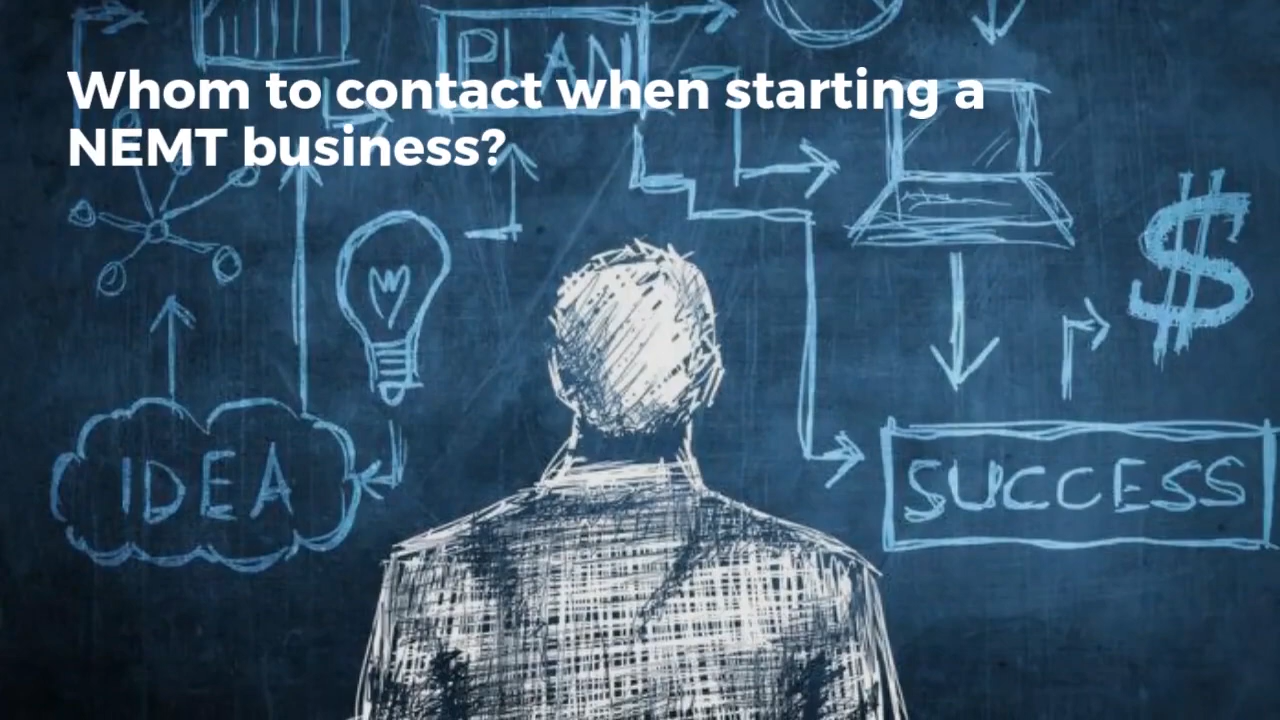 PLAN
Whom to contact when starting a
NEMT business?
$
IDEA
SUCCESS